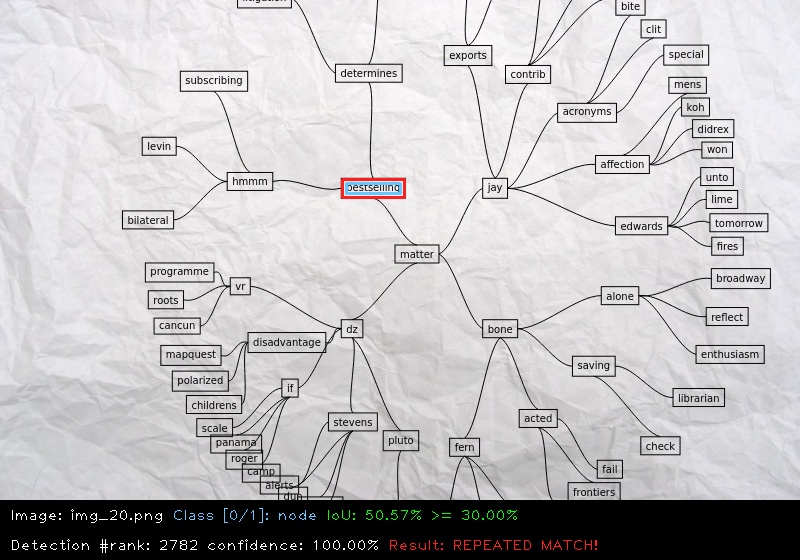 litigation
bite
clit
exports
special
determines
contrib
subscribing
mens
koh
acronyms
didrex
levin
won
affection
unto
hmmm
bestselling
jay
lime
bilateral
tomorrow
edwards
fires
matter
programme
broadway
vr
alone
roots
reflect
cancun
dz
bone
disadvantage
mapquest
enthusiasm
saving
polarized
if
librarian
childrens
acted
stevens
scale
pluto
panama
fern
check
roger
camp
fail
alerts
frontiers
Image: img_20.png Class [0/1]: node IoU: 50.57% >= 30.00%
Detection #rank: 2782 confidence: 100.00% Result: REPEATED MATCH!